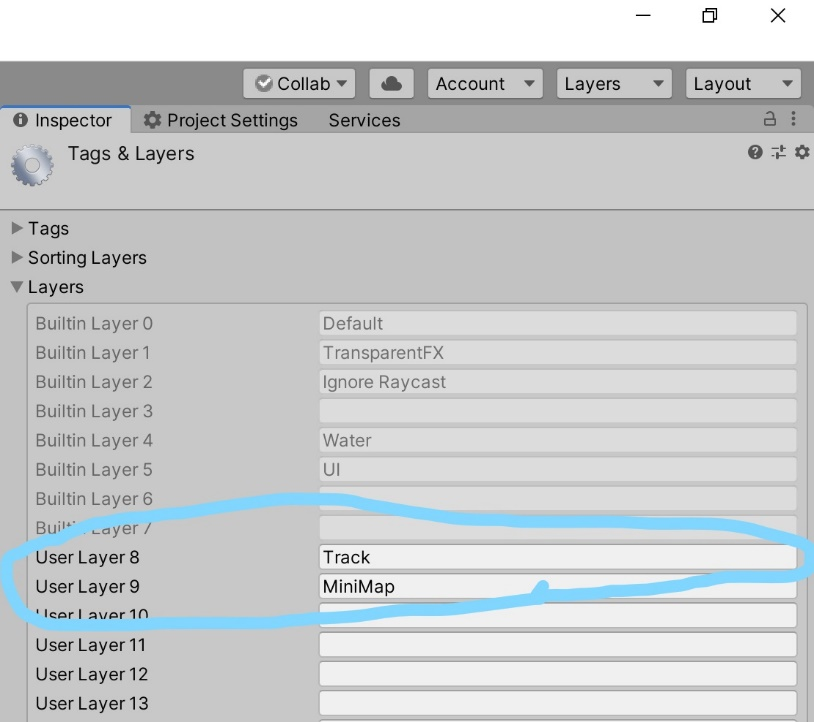 Collab Account Layers Layout
Inspector Project Settings Services
Tags & Layers
Tags
Sorting Layers
Layers
Builtin Layer 0 Default
Builtin Layer 1 TransparentFX
Builtin Layer 2 Ignore Raycast
Builtin Layer 3
Builtin Layer 4 Water
Builtin Layer 5 UI
Builtin Layer 6
Builtin Layer 7
User Layer 8 Track
User Layer 9 MiniMap
User Layer 10
User Layer 11
User Layer 12
User Layer 13